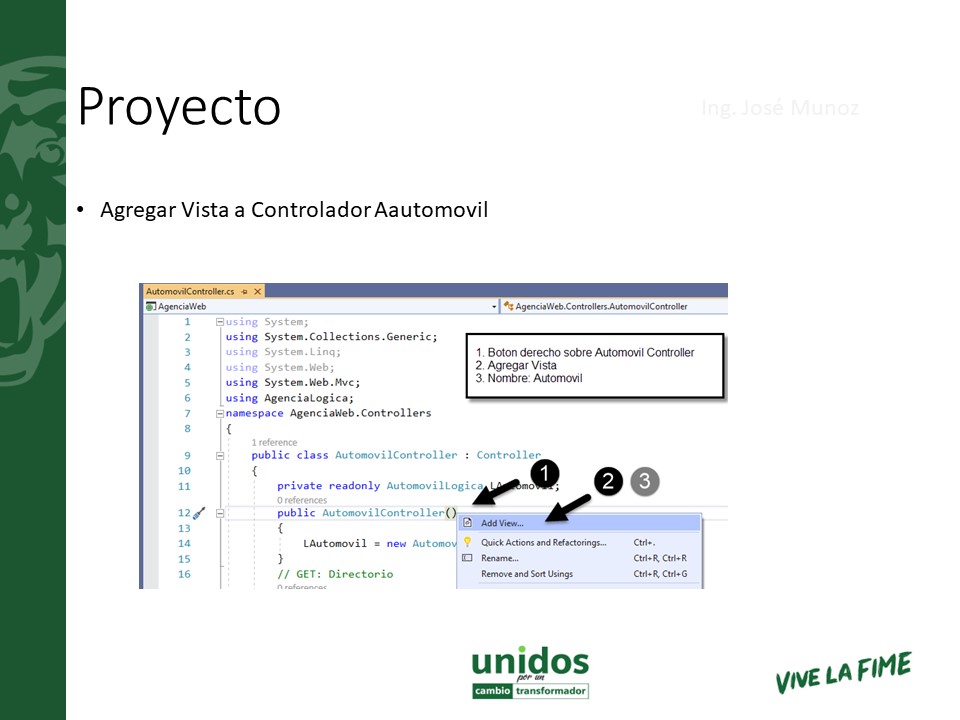 Proyecto
Ing. José Munoz
• Agregar Vista a Controlador Aautomovil
AutomovilController.cs
AgenciaWeb
AgenciaWeb.Controllers.AutomovilController
1 using System;
2 using System.Collections.Generic;
3 using System.Linq;
4 using System.Web;
5 using System.Web.Mvc;
6 using AgenciaLogica;
7 namespace AgenciaWeb.Controllers
8 {
1 reference
9 public class AutomovilController : Controller
10 {
11 private readonly AutomovilLogica LAutomovil;
0 references
12 public AutomovilController()
13 {
14 LAutomovil = new Automov
15 }
16 // GET: Directorio
0 references
1. Boton derecho sobre Automovil Controller
2. Agregar Vista
3. Nombre: Automovil
1
2 3
Add View...
Quick Actions and Refactorings... Ctrl+.
Rename... Ctrl+R, Ctrl+R
Remove and Sort Usings Ctrl+R, Ctrl+G
unidos
por un
cambio transformador
VIVE LA FIME